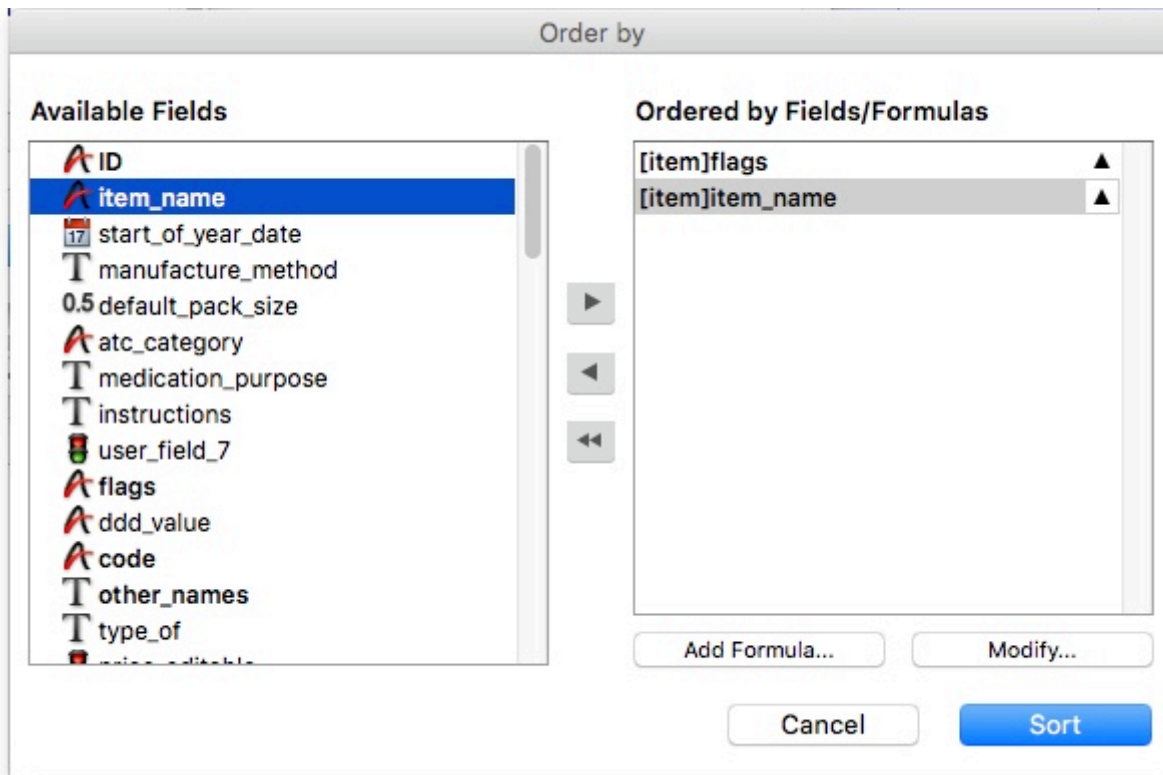 Order by
Available Fields
ID
item_name
17 start_of_year_date
T manufacture_method
0.5 default_pack_size
atc_category
T medication_purpose
T instructions
user_field_7
flags
ddd_value
code
T other_names
T type_of
Ordered by Fields/Formulas
[item]flags ▲
[item]item_name ▲
Add Formula...
Modify...
Cancel
Sort